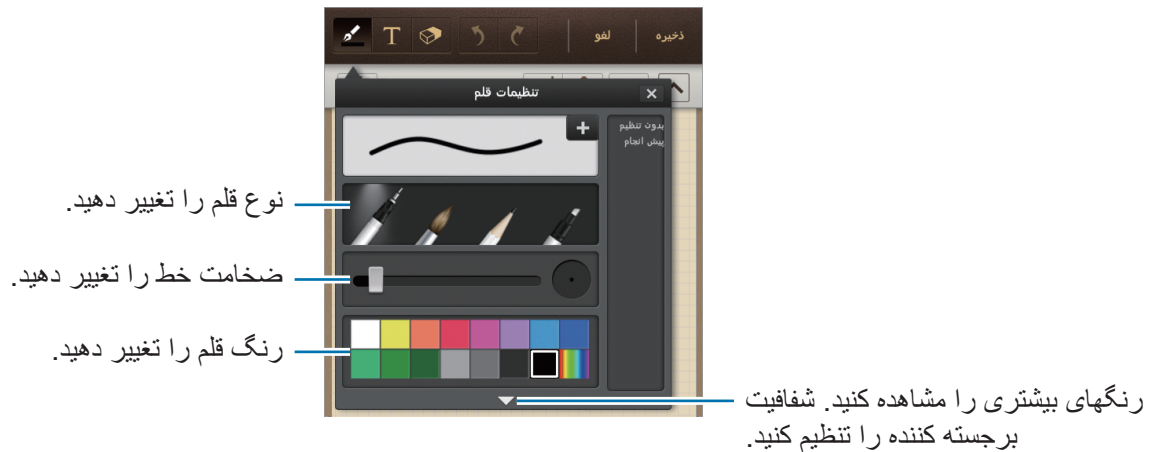 ذخیره
لغو
T
تنظیمات قلم
بدون تنظیم
پیش انجام
نوع قلم را تغییر دهید.
ضخامت خط را تغییر دهید.
رنگ قلم را تغییر دهید.
رنگهای بیشتری را مشاهده کنید. شفافیت
برجسته کننده را تنظیم کنید.